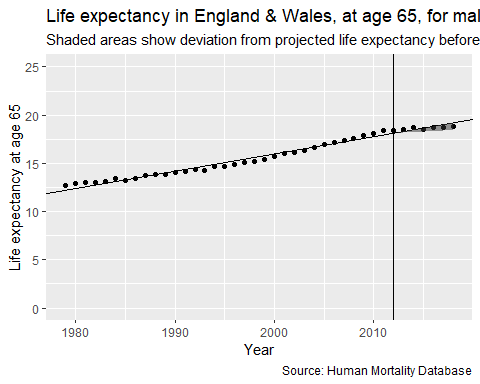 Life expectancy in England & Wales, at age 65, for mal
Shaded areas show deviation from projected life expectancy before
25
20
15
10
5
0
Life expectancy at age 65
1980 1990 2000 2010
Year
Source: Human Mortality Database